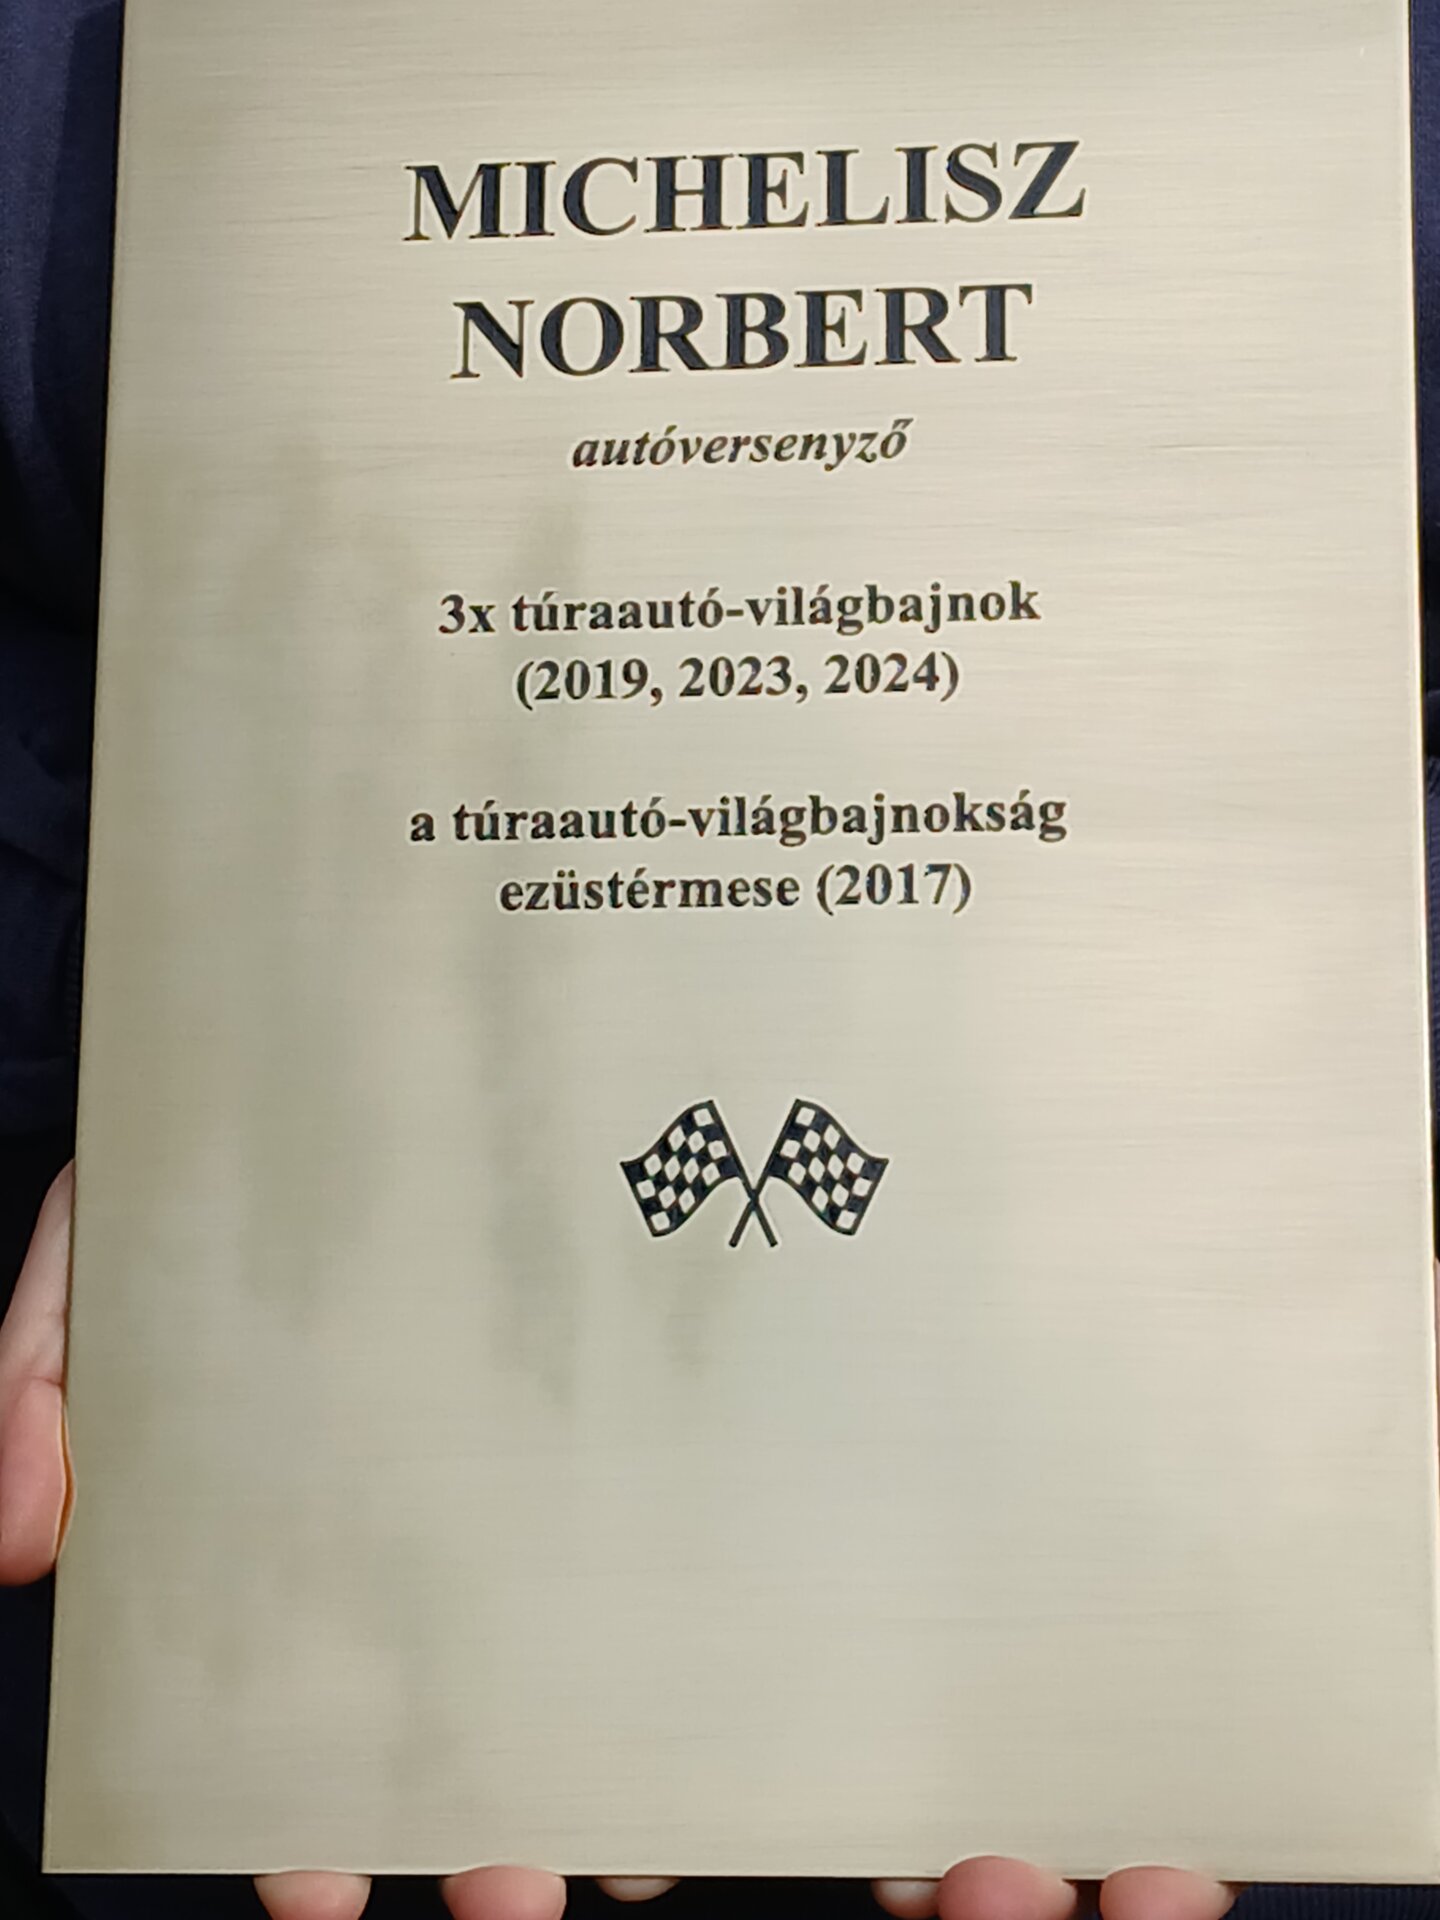 MICHELISZ
NORBERT
autóversenyző
3x túraautó-világbajnok
(2019, 2023, 2024)
a túraautó-világbajnokság
ezüstérmese (2017)